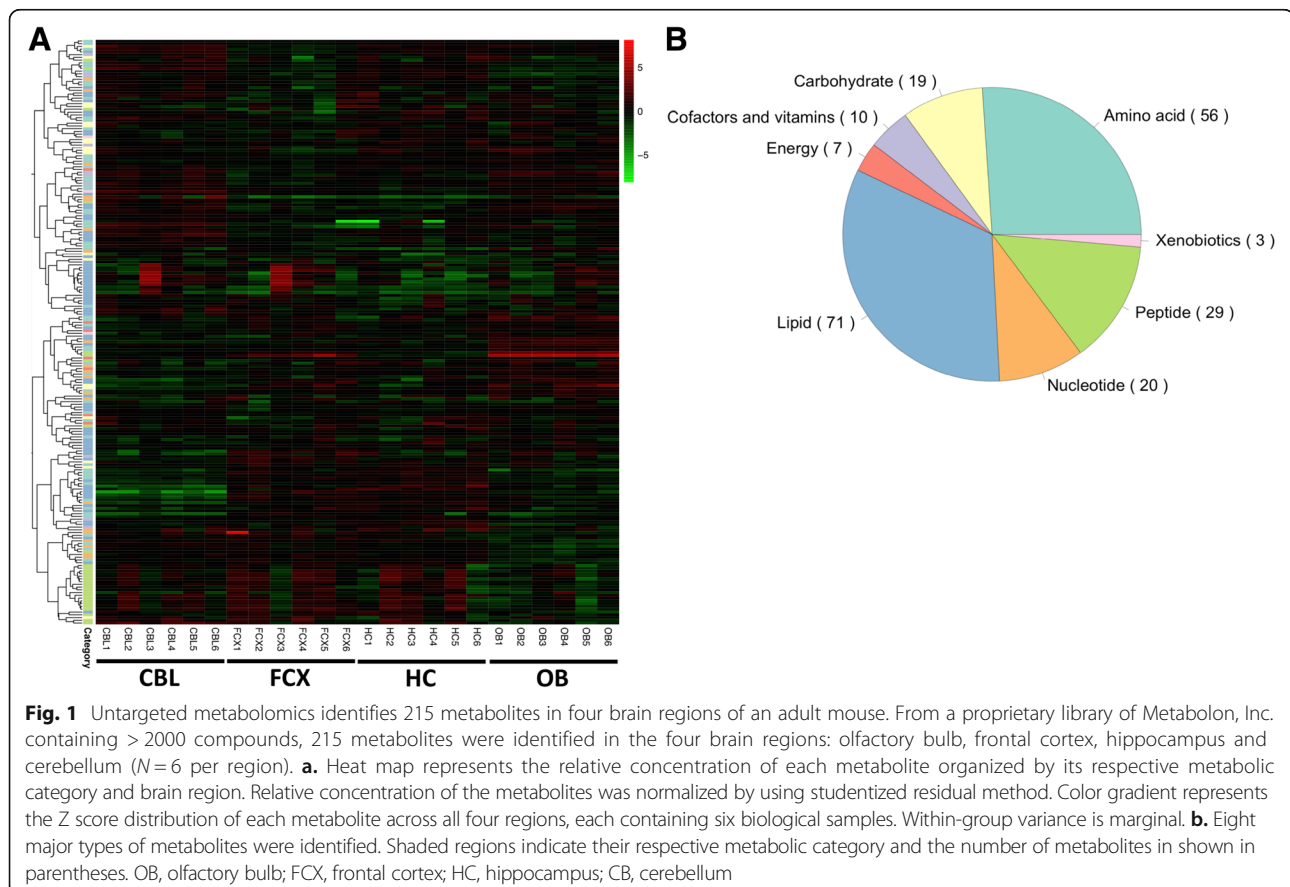 A
5
0
−5
Category
CBL1
CBL2
CBL3
CBL4
CBL5
CBL6
FCX1
FCX2
FCX3
FCX4
FCX5
FCX6
HC1
HC2
HC3
HC4
HC5
HC6
OB1
OB2
OB3
OB4
OB5
OB6
CBL
FCX
HC
OB
B
Carbohydrate ( 19 )
Amino acid ( 56 )
Cofactors and vitamins ( 10 )
Energy ( 7 )
Xenobiotics ( 3 )
Peptide ( 29 )
Lipid ( 71 )
Nucleotide ( 20 )
Fig. 1 Untargeted metabolomics identifies 215 metabolites in four brain regions of an adult mouse. From a proprietary library of Metabolon, Inc.
containing > 2000 compounds, 215 metabolites were identified in the four brain regions: olfactory bulb, frontal cortex, hippocampus and
cerebellum (N = 6 per region). a. Heat map represents the relative concentration of each metabolite organized by its respective metabolic
category and brain region. Relative concentration of the metabolites was normalized by using studentized residual method. Color gradient represents
the Z score distribution of each metabolite across all four regions, each containing six biological samples. Within-group variance is marginal. b. Eight
major types of metabolites were identified. Shaded regions indicate their respective metabolic category and the number of metabolites in shown in
parentheses. OB, olfactory bulb; FCX, frontal cortex; HC, hippocampus; CB, cerebellum